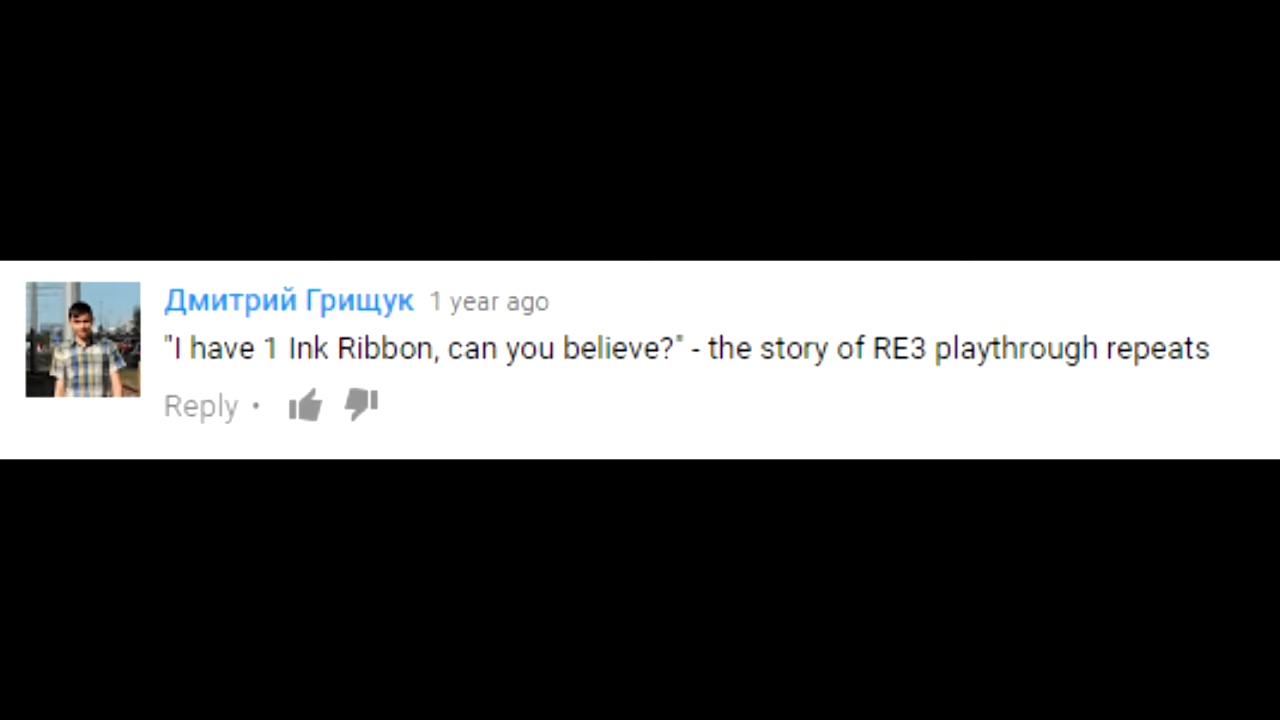 Дмитрий Грищук 1 year ago
"I have 1 Ink Ribbon, can you believe?" - the story of RE3 playthrough repeats
Reply •